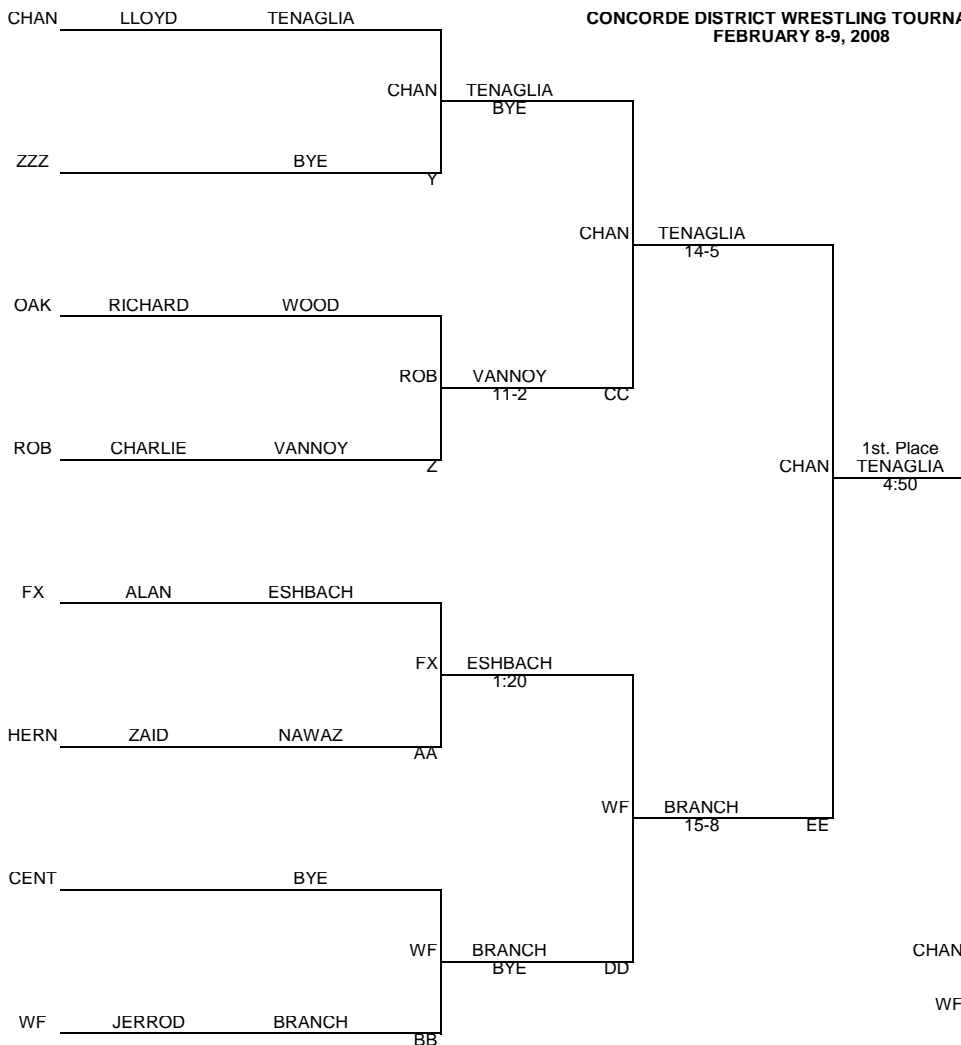 CHAN LLOYD TENAGLIA
CONCORDE DISTRICT WRESTLING
FEBRUARY 8-9, 2008
CHAN TENAGLIA
BYE
ZZZ BYE
Y
CHAN TENAGLIA
14-5
OAK RICHARD WOOD
ROB VANNOY
11-2 CC
ROB CHARLIE VANNOY
Z
1st. Place
CHAN TENAGLIA
4:50
FX ALAN ESHBACH
FX ESHBACH
1:20
HERN ZAID NAWAZ
AA
WF BRANCH
15-8 EE
CENT BYE
WF BRANCH
BYE DD
CHAN
WF
WF JERROD BRANCH
BB